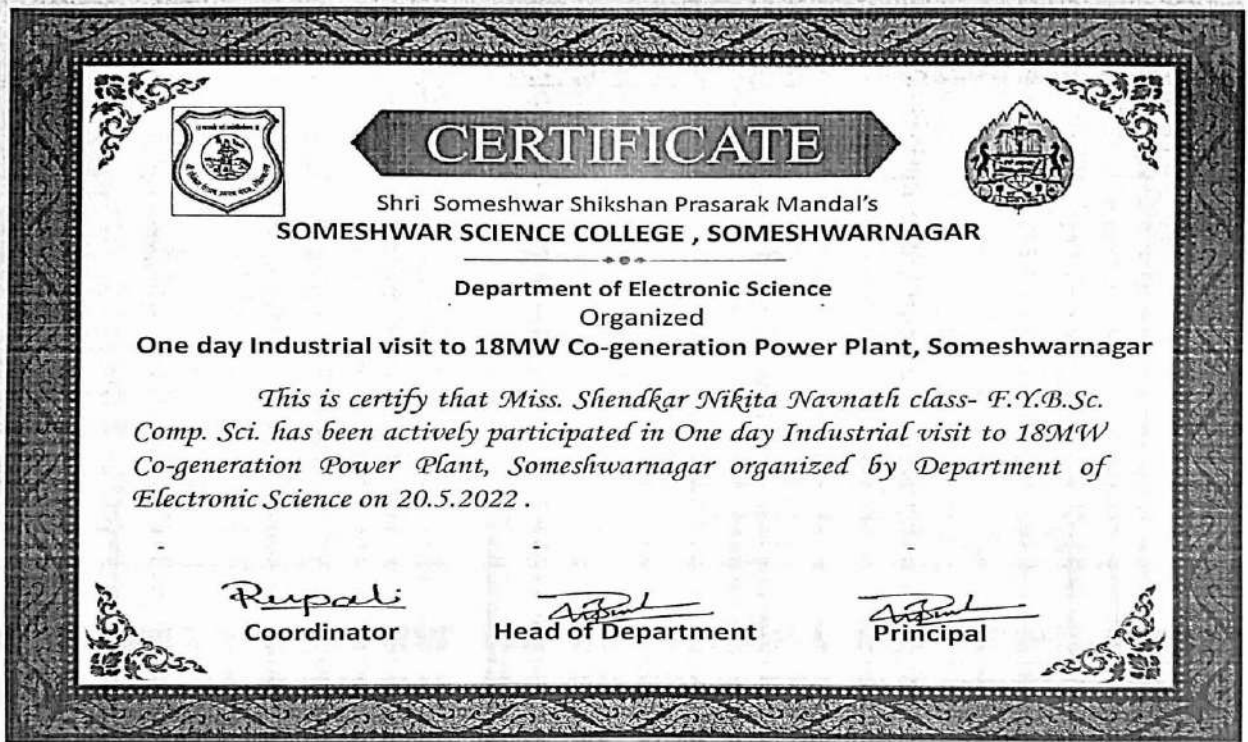 CERTIFICATE
Shri Someshwar Shikshan Prasarak Mandal's
SOMESHWAR SCIENCE COLLEGE , SOMESHWARNAGAR
Department of Electronic Science
Organized
One day Industrial visit to 18MW Co-generation Power Plant, Someshwarnagar
This is certify that Miss. Shendkar Nikita Navnath class- F.Y.B.Sc.
Comp. Sci. has been actively participated in One day Industrial visit to 18MW
Co-generation Power Plant, Someshwarnagar organized by Department of
Electronic Science on 20.5.2022 .
Rupali
Coordinator
Head of Department
Principal